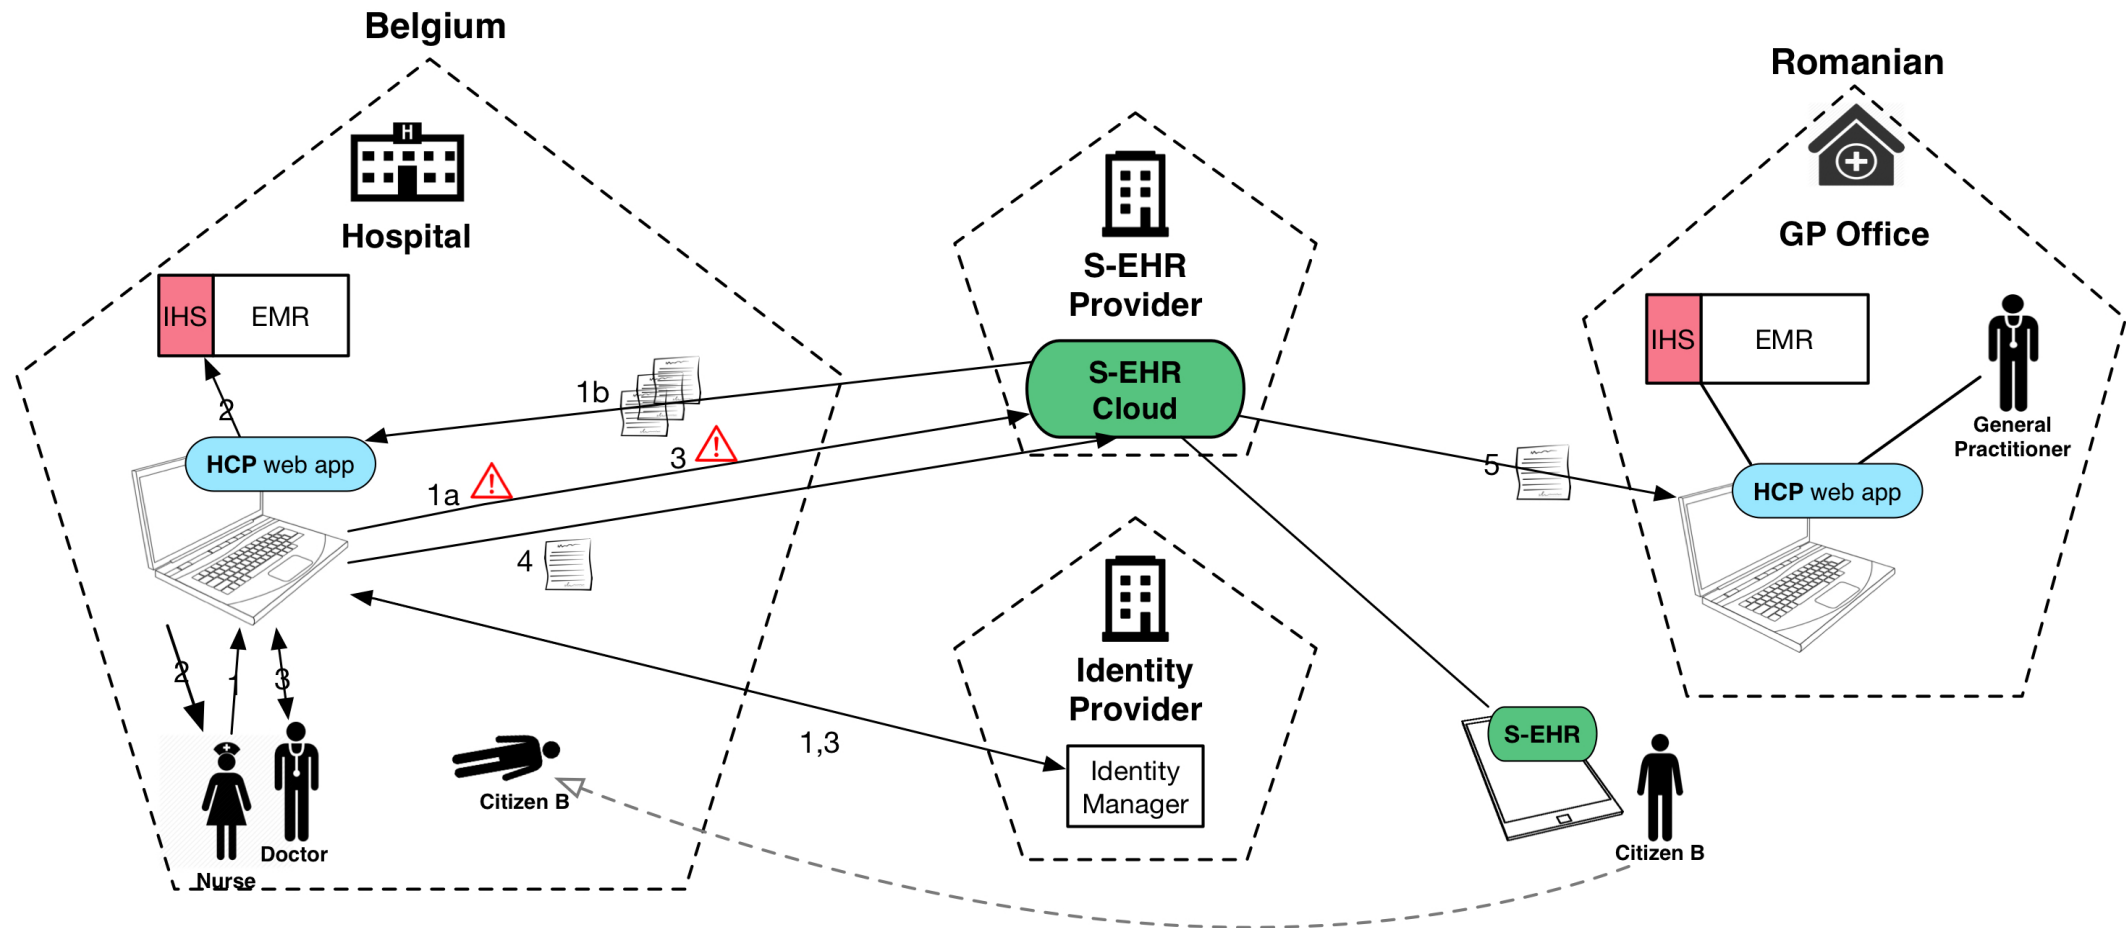 Belgium
H
Hospital
IHS
EMR
2
HCP web app
1b
1a
3
4
2
1
3
Nurse
Doctor
Citizen B
1,3
S-EHR
Provider
S-EHR
Cloud
Identity
Provider
Identity
Manager
5
S-EHR
Citizen B
Romanian
GP Office
IHS
EMR
General
Practitioner
HCP web app